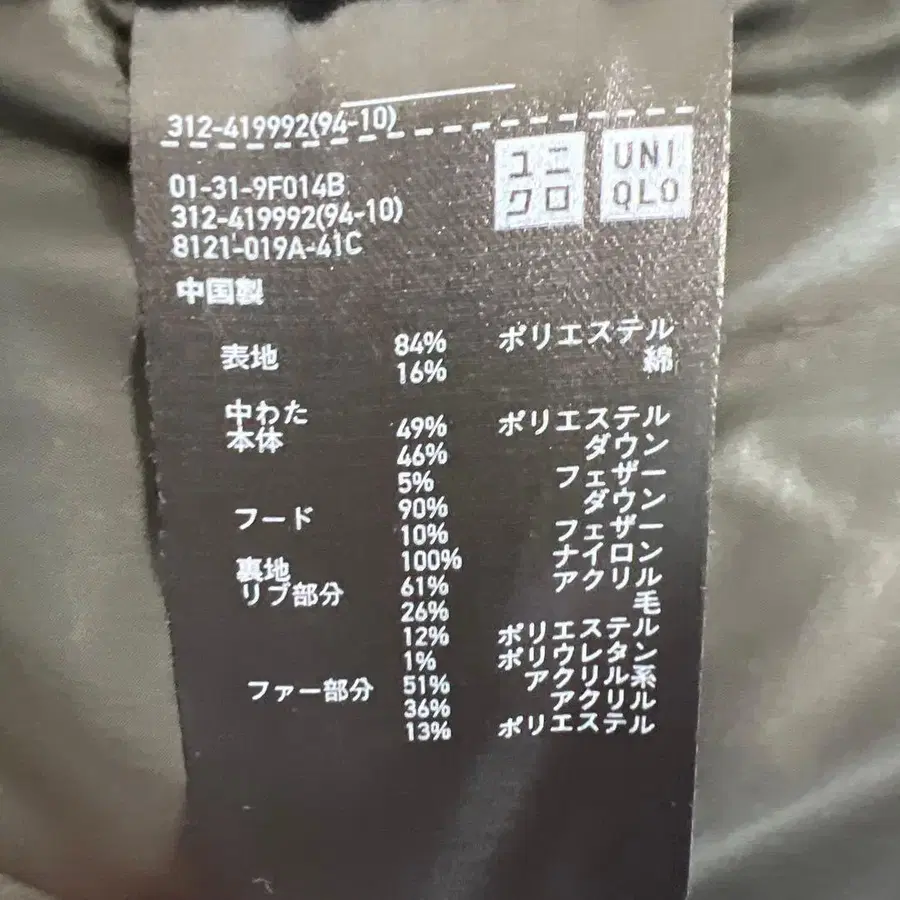 312-419992(94-10)
ユニクロ
UNIQLO
01-31-9F014B
312-419992(94-10)
8121-019A-41C
中国製
表地 84% ポリエステル
16% 綿
中わた
本体 49% ポリエステル
46% ダウン
5% フェザー
フード 90% ダウン
10% フェザー
裏地 100% ナイロン
リブ部分 61% アクリル
26% 毛
12% ポリエステル
1% ポリウレタン
ファー部分 51% アクリル系
36% アクリル
13% ポリエステル